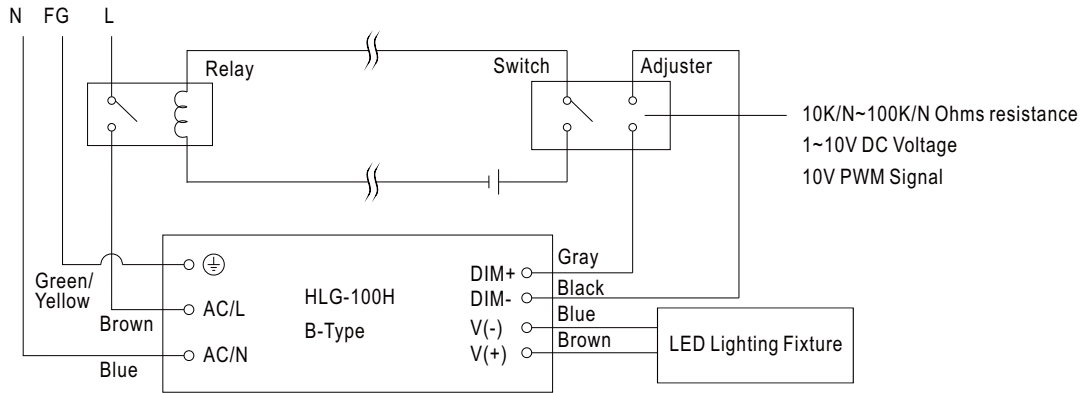 N FG L
Relay
Switch
Adjuster
10K/N~100K/N Ohms resistance
1~10V DC Voltage
10V PWM Signal
Green/
Yellow
Brown
Blue
AC/L
AC/N
HLG-100H
B-Type
DIM+
DIM-
V(-)
V(+)
Gray
Black
Blue
Brown
LED Lighting Fixture